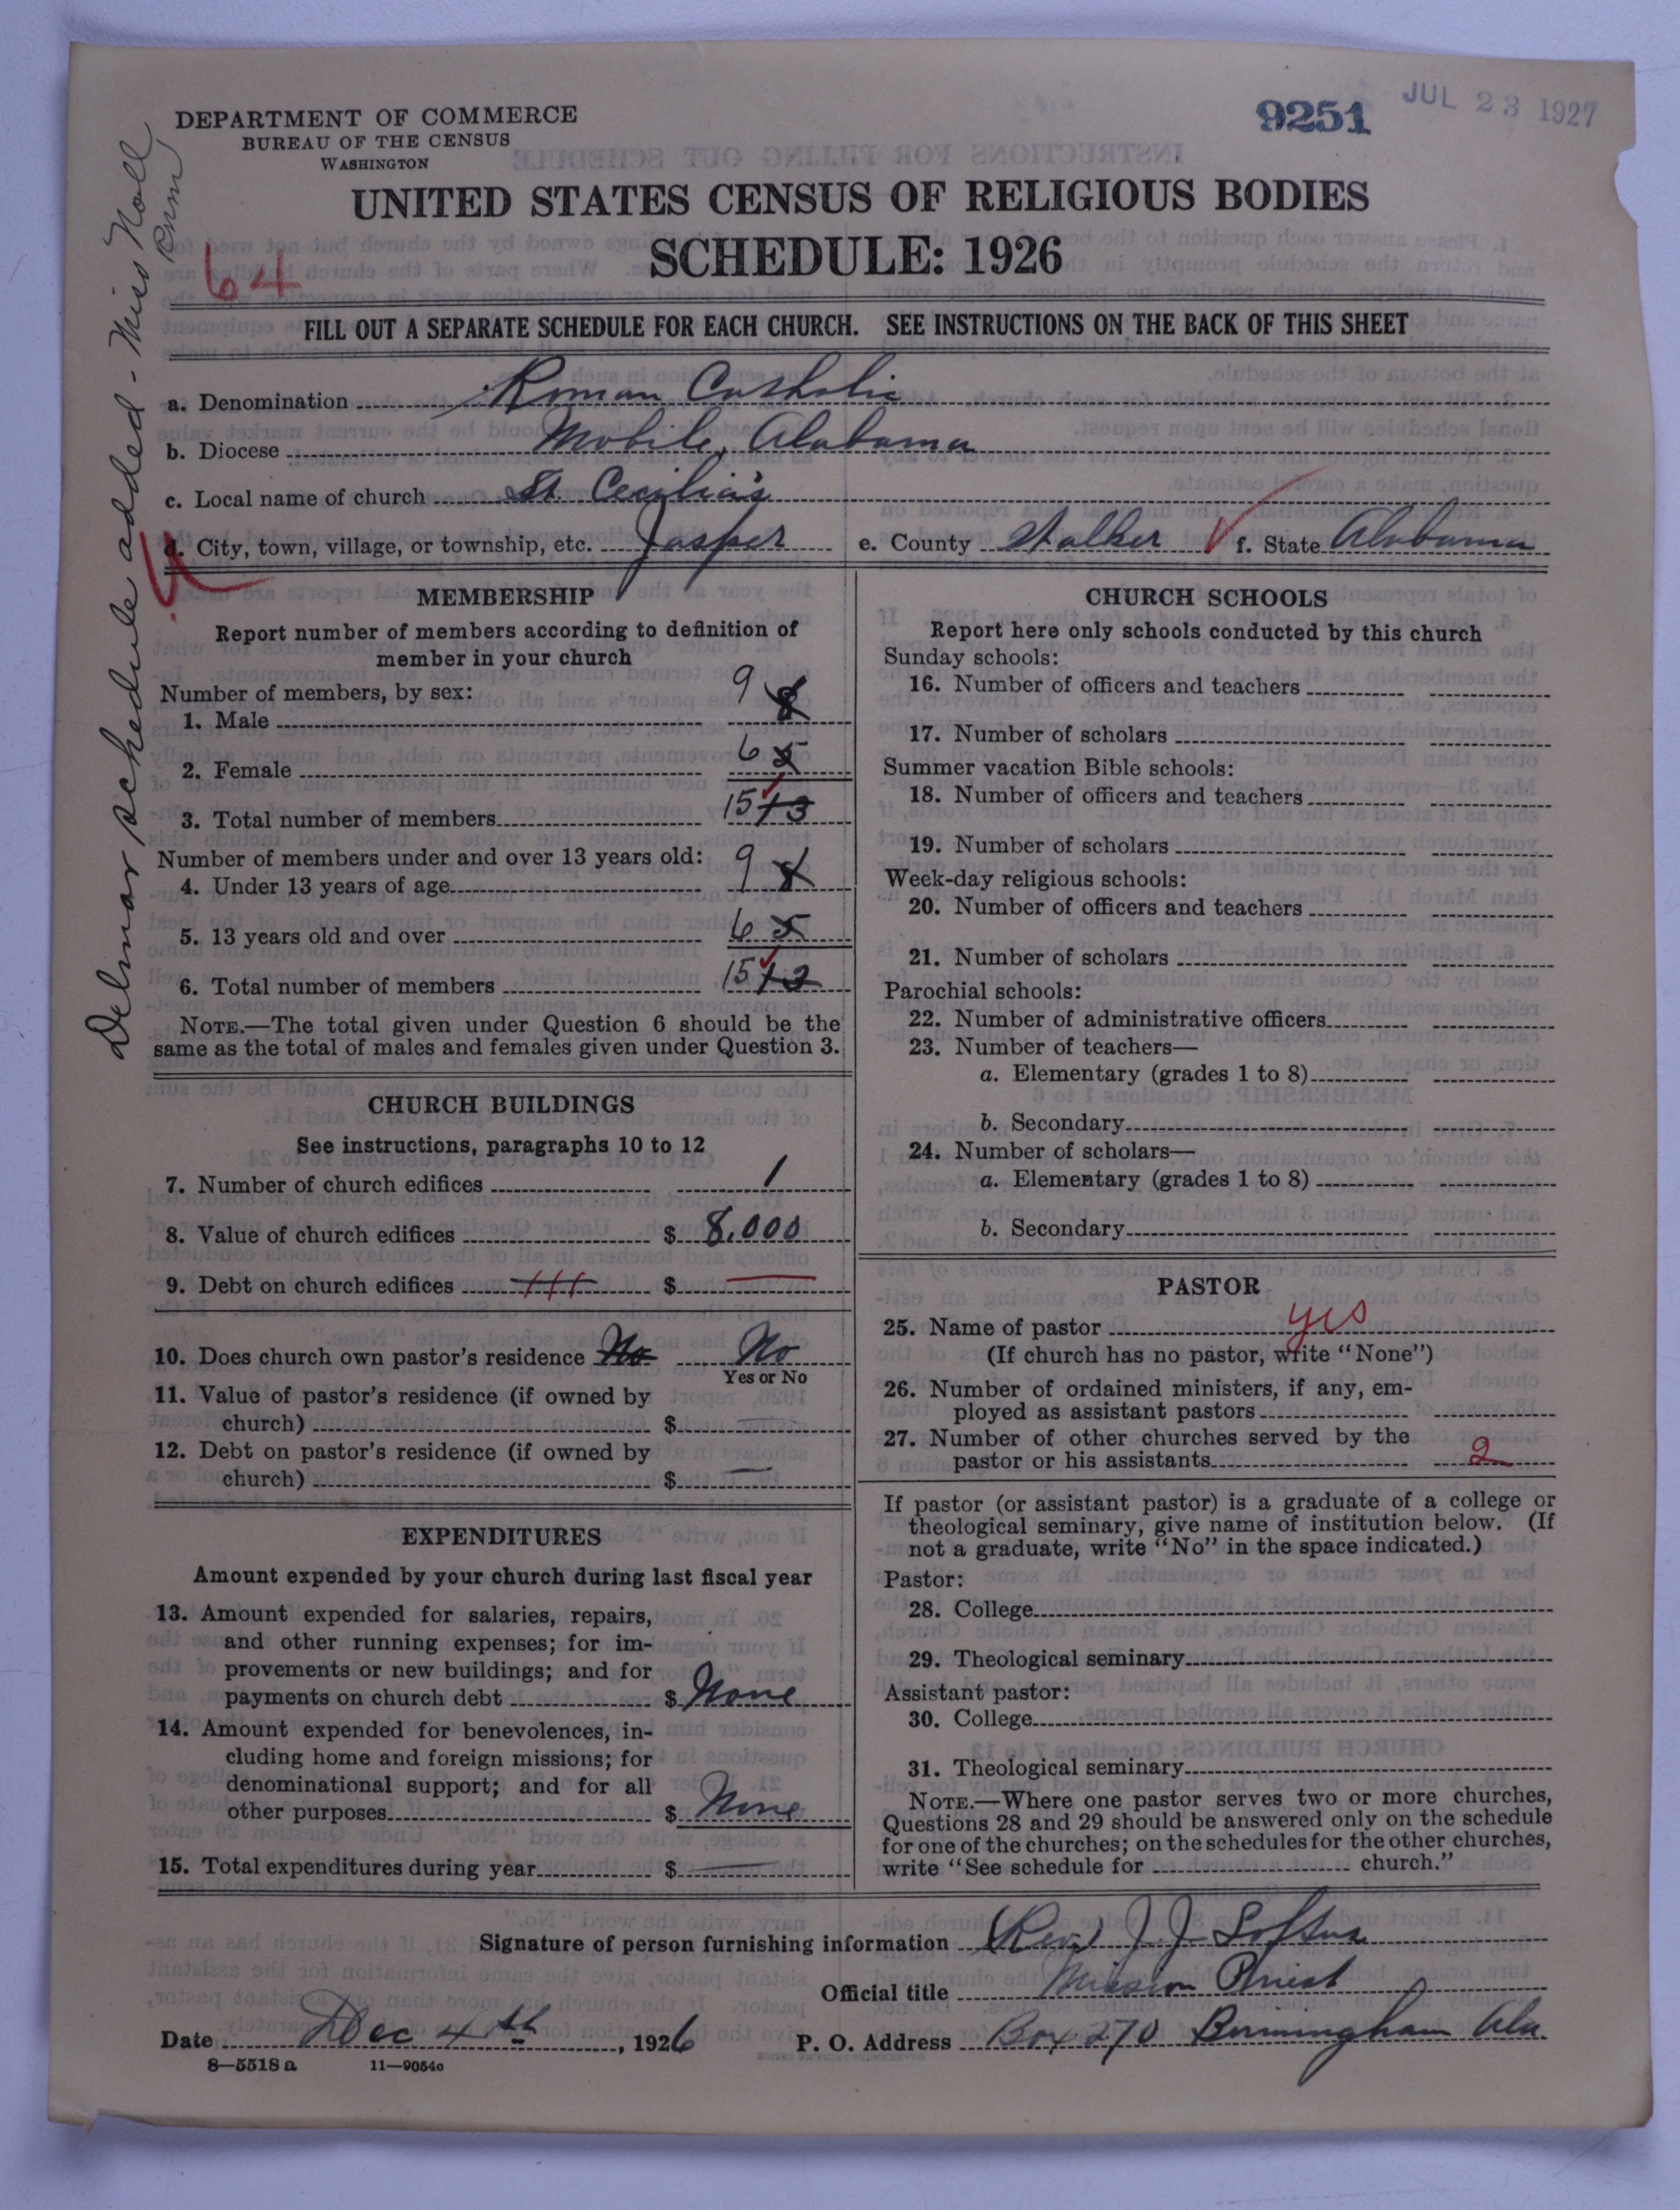 DEPARTMENT OF COMMERCE
BUREAU OF THE CENSUS
WASHINGTON
9251
JUL 23 1927
UNITED STATES CENSUS OF RELIGIOUS BODIES
SCHEDULE: 1926
64
Delmar schedule added - Miss Noll
FILL OUT A SEPARATE SCHEDULE FOR EACH CHURCH. SEE INSTRUCTIONS ON THE BACK OF THIS SHEET
a. Denomination Roman Catholic
b. Diocese Mobile, Alabama
c. Local name of church St. Cecilia's
d. City, town, village, or township, etc. Jasper e. County Walker f. State Alabama
MEMBERSHIP
Report number of members according to definition of
member in your church
Number of members, by sex:
1. Male 9 8
2. Female 6 5
3. Total number of members 15 13
Number of members under and over 13 years old:
4. Under 13 years of age 9 8
5. 13 years old and over 6 5
6. Total number of members 15 13
NOTE.—The total given under Question 6 should be the
same as the total of males and females given under Question 3.
CHURCH BUILDINGS
See instructions, paragraphs 10 to 12
7. Number of church edifices 1
8. Value of church edifices $ 8,000
9. Debt on church edifices $ —
10. Does church own pastor's residence No No
Yes or No
11. Value of pastor's residence (if owned by
church) $
12. Debt on pastor's residence (if owned by
church) $ —
EXPENDITURES
Amount expended by your church during last fiscal year
13. Amount expended for salaries, repairs,
and other running expenses; for im-
provements or new buildings; and for
payments on church debt $ None
14. Amount expended for benevolences, in-
cluding home and foreign missions; for
denominational support; and for all
other purposes $ None
15. Total expenditures during year $ —
CHURCH SCHOOLS
Report here only schools conducted by this church
Sunday schools:
16. Number of officers and teachers
17. Number of scholars
Summer vacation Bible schools:
18. Number of officers and teachers
19. Number of scholars
Week-day religious schools:
20. Number of officers and teachers
21. Number of scholars
Parochial schools:
22. Number of administrative officers
23. Number of teachers—
a. Elementary (grades 1 to 8)
b. Secondary
24. Number of scholars—
a. Elementary (grades 1 to 8)
b. Secondary
PASTOR
25. Name of pastor yes
(If church has no pastor, write "None")
26. Number of ordained ministers, if any, em-
ployed as assistant pastors
27. Number of other churches served by the
pastor or his assistants 2
If pastor (or assistant pastor) is a graduate of a college or
theological seminary, give name of institution below. (If
not a graduate, write "No" in the space indicated.)
Pastor:
28. College
29. Theological seminary
Assistant pastor:
30. College
31. Theological seminary
NOTE.—Where one pastor serves two or more churches,
Questions 28 and 29 should be answered only on the schedule
for one of the churches; on the schedules for the other churches,
write "See schedule for church."
Signature of person furnishing information (Rev) J J Loftus
Official title Mission Priest
Date Dec 4th, 1926 P. O. Address Box 270 Birmingham Ala
8—5518 a 11—9054c